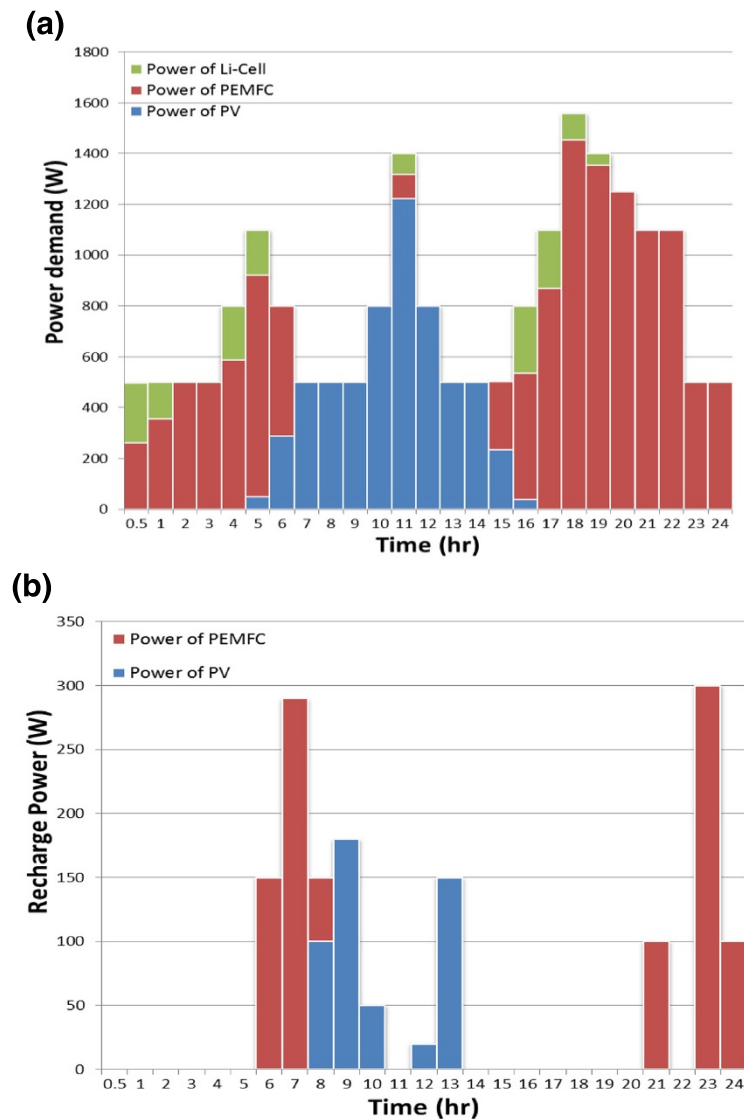 (a)
1800
1600
1400
1200
1000
800
600
400
200
0
Power demand (W)
Power of Li-Cell
Power of PEMFC
Power of PV
0.5 1 2 3 4 5 6 7 8 9 10 11 12 13 14 15 16 17 18 19 20 21 22 23 24
Time (hr)
(b)
350
300
250
200
150
100
50
0
Recharge Power (W)
Power of PEMFC
Power of PV
0.5 1 2 3 4 5 6 7 8 9 10 11 12 13 14 15 16 17 18 19 20 21 22 23 24
Time (hr)